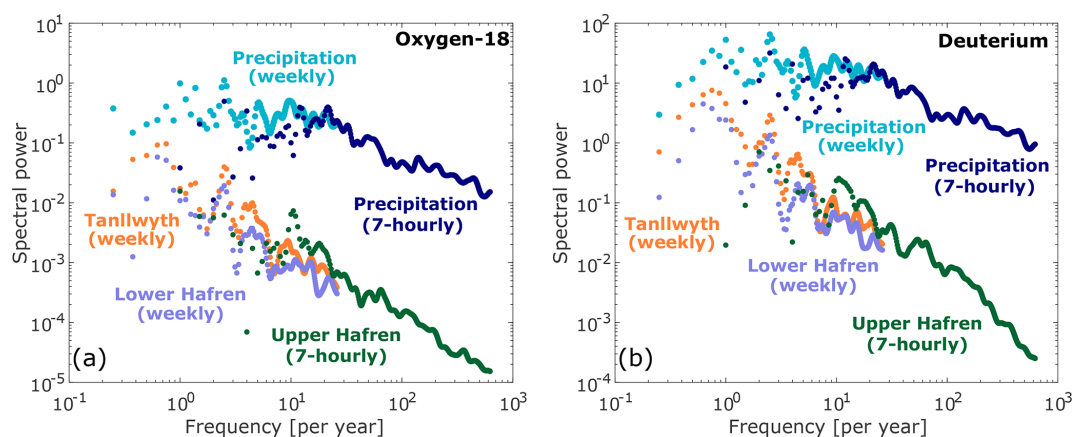 Oxygen-18
Precipitation
(weekly)
Precipitation
(7-hourly)
Tanllwyth
(weekly)
Lower Hafren
(weekly)
Upper Hafren
(7-hourly)
(a)
Spectral power
10^1
10^0
10^-1
10^-2
10^-3
10^-4
10^-5
10^-1
10^0
10^1
10^2
10^3
Frequency [per year]
Deuterium
Precipitation
(weekly)
Precipitation
(7-hourly)
Tanllwyth
(weekly)
Lower Hafren
(weekly)
Upper Hafren
(7-hourly)
(b)
Spectral power
10^2
10^1
10^0
10^-1
10^-2
10^-3
10^-4
10^-1
10^0
10^1
10^2
10^3
Frequency [per year]